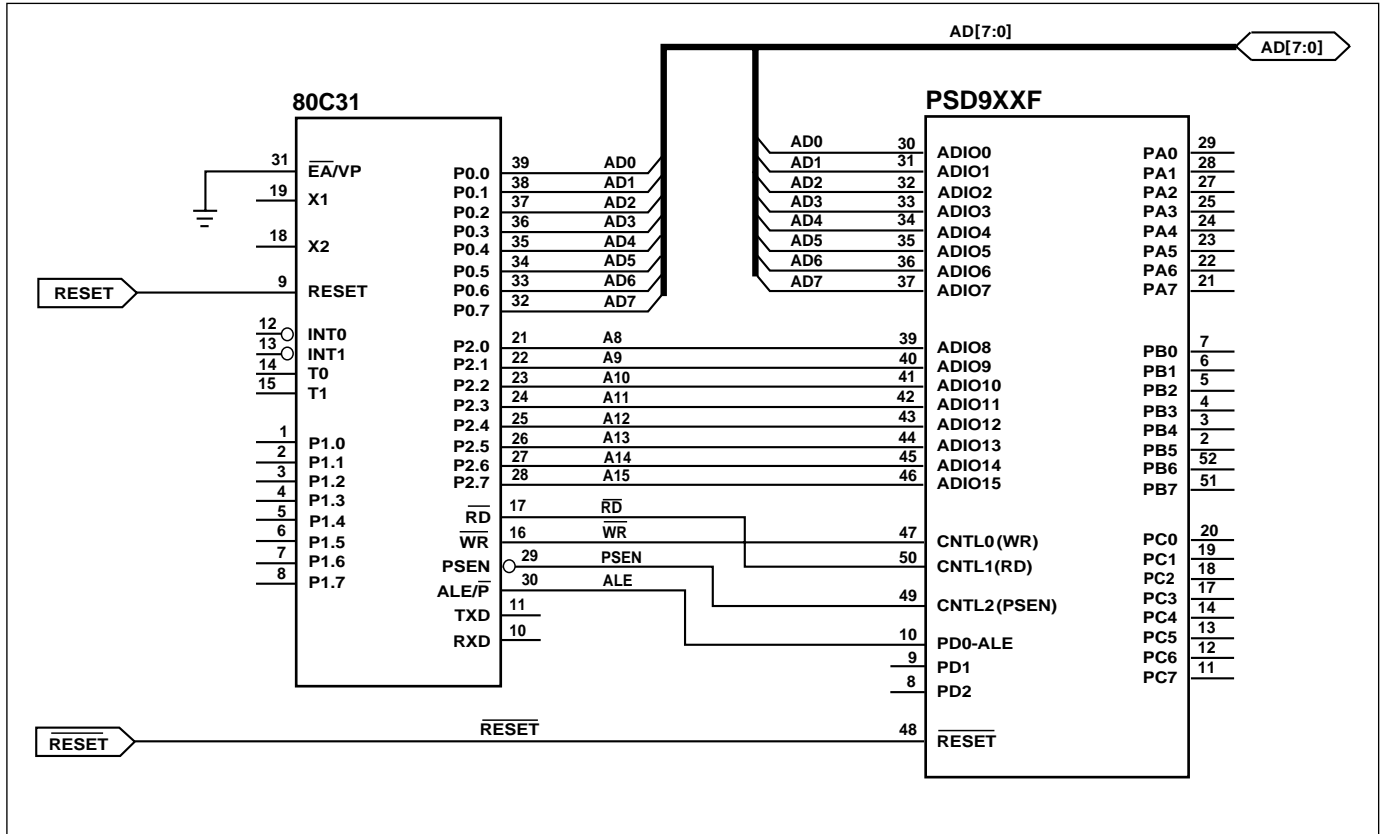 AD[7:0]
AD[7:0]
80C31
PSD9XXF
31
EA/VP
19
X1
18
X2
RESET
9
RESET
12
INT0
13
INT1
14
T0
15
T1
1
P1.0
2
P1.1
3
P1.2
4
P1.3
5
P1.4
6
P1.5
7
P1.6
8
P1.7
P0.0 39 AD0
P0.1 38 AD1
P0.2 37 AD2
P0.3 36 AD3
P0.4 35 AD4
P0.5 34 AD5
P0.6 33 AD6
P0.7 32 AD7
P2.0 21 A8
P2.1 22 A9
P2.2 23 A10
P2.3 24 A11
P2.4 25 A12
P2.5 26 A13
P2.6 27 A14
P2.7 28 A15
RD 17 RD
WR 16 WR
PSEN 29 PSEN
ALE/P 30 ALE
TXD 11
RXD 10
AD0 30 ADIO0
AD1 31 ADIO1
AD2 32 ADIO2
AD3 33 ADIO3
AD4 34 ADIO4
AD5 35 ADIO5
AD6 36 ADIO6
AD7 37 ADIO7
39 ADIO8
40 ADIO9
41 ADIO10
42 ADIO11
43 ADIO12
44 ADIO13
45 ADIO14
46 ADIO15
47 CNTL0(WR)
50 CNTL1(RD)
49 CNTL2(PSEN)
10 PD0-ALE
9 PD1
8 PD2
48 RESET
PA0 29
PA1 28
PA2 27
PA3 25
PA4 24
PA5 23
PA6 22
PA7 21
PB0 7
PB1 6
PB2 5
PB3 4
PB4 3
PB5 2
PB6 52
PB7 51
PC0 20
PC1 19
PC2 18
PC3 17
PC4 14
PC5 13
PC6 12
PC7 11
RESET
RESET